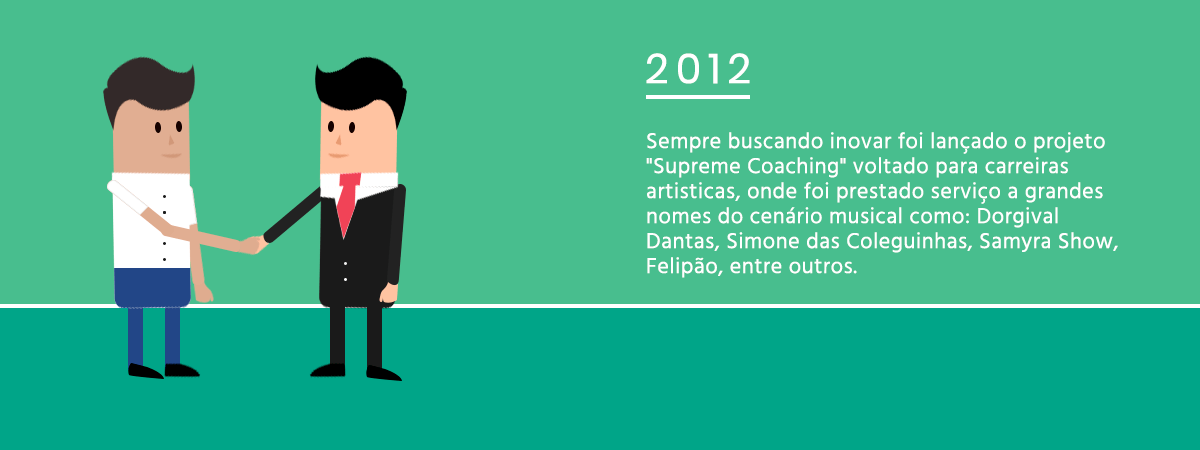 2012
Sempre buscando inovar foi lançado o projeto
"Supreme Coaching" voltado para carreiras
artisticas, onde foi prestado serviço a grandes
nomes do cenário musical como: Dorgival
Dantas, Simone das Coleguinhas, Samyra Show,
Felipão, entre outros.